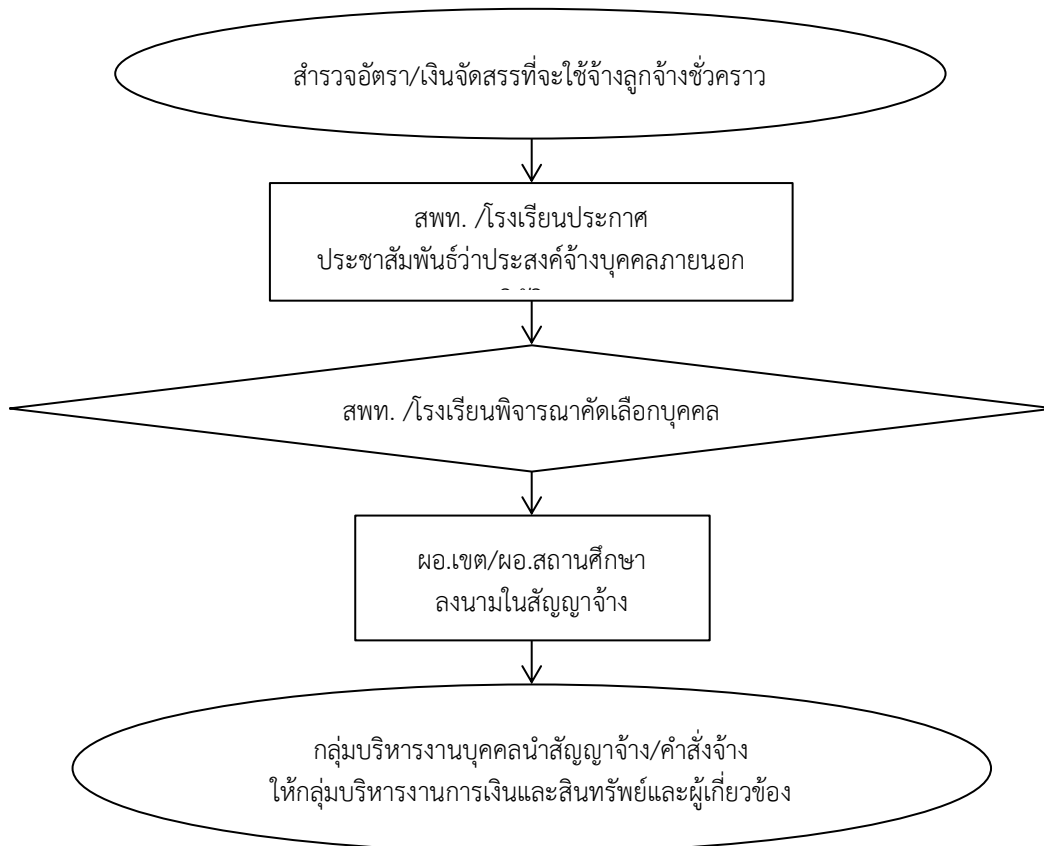 สำรวจอัตรา/เงินจัดสรรที่จะใช้จ้างลูกจ้างชั่วคราว
สพท. /โรงเรียนประกาศ
ประชาสัมพันธ์ว่าประสงค์จ้างบุคคลภายนอก
สพท. /โรงเรียนพิจารณาคัดเลือกบุคคล
ผอ.เขต/ผอ.สถานศึกษา
ลงนามในสัญญาจ้าง
กลุ่มบริหารงานบุคคลนำสัญญาจ้าง/คำสั่งจ้าง
ให้กลุ่มบริหารงานการเงินและสินทรัพย์และผู้เกี่ยวข้อง